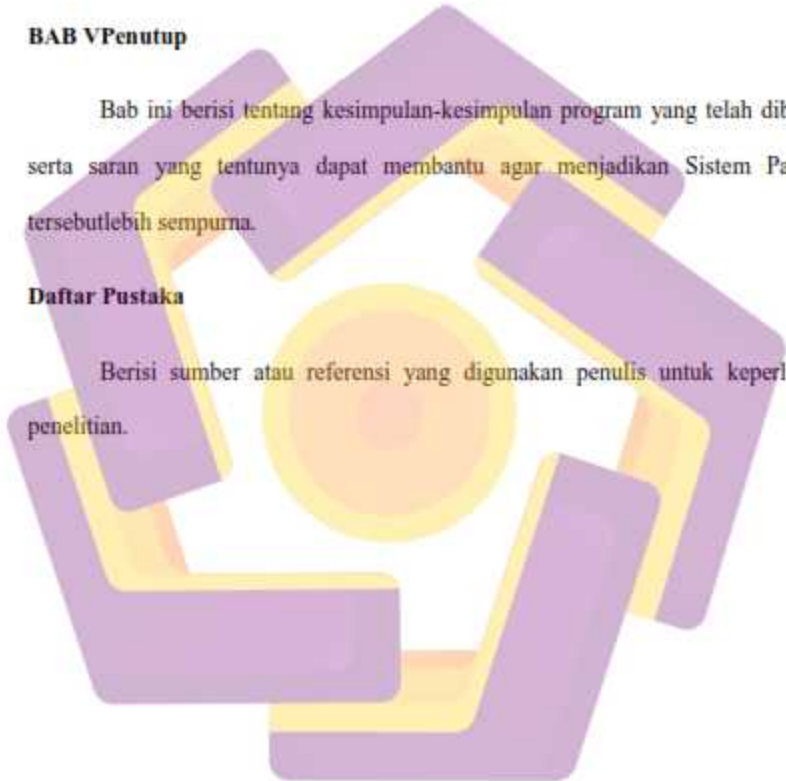 BAB VPenutup
Bab ini berisi tentang kesimpulan-kesimpulan program yang telah dib
serta saran yang tentunya dapat membantu agar menjadikan Sistem Pa
tersebutlebih sempurna.
Daftar Pustaka
Berisi sumber atau referensi yang digunakan penulis untuk keperl
penelitian.